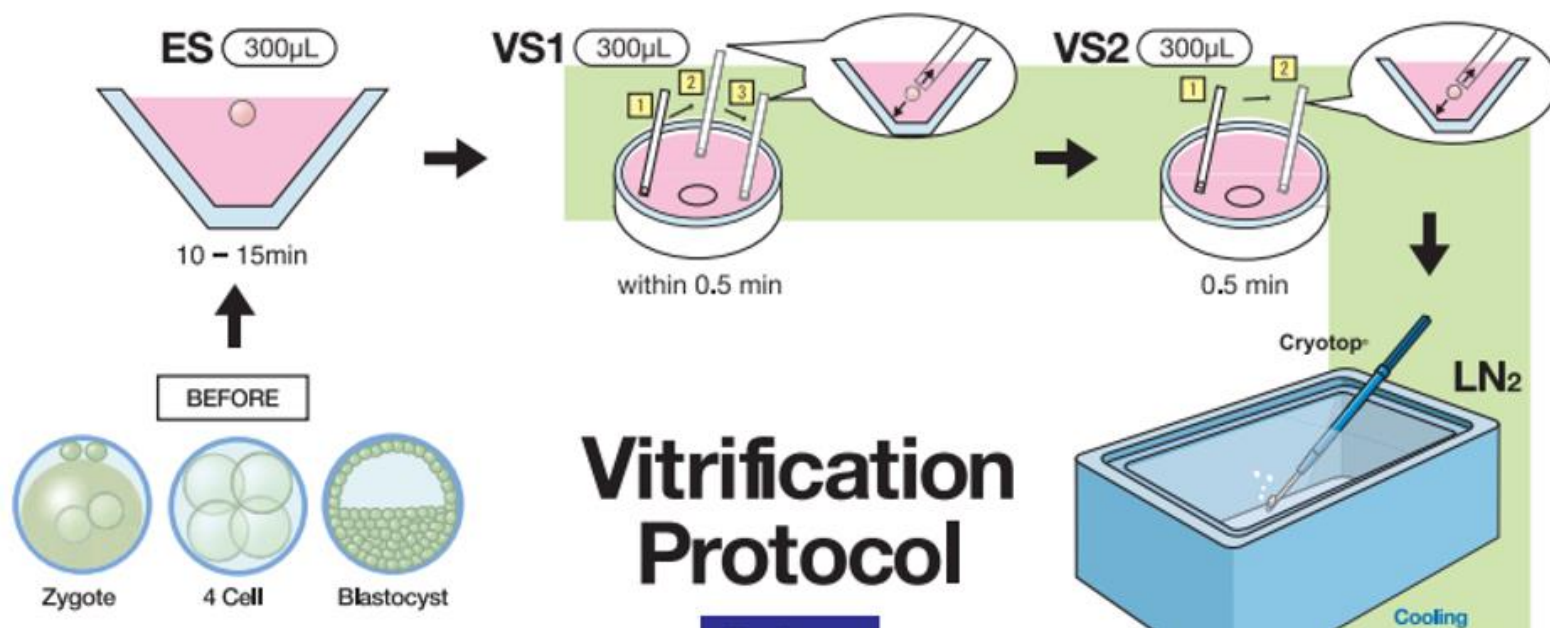 ES 300µL
10 – 15min
BEFORE
Zygote
4 Cell
Blastocyst
VS1 300µL
1
2
3
within 0.5 min
VS2 300µL
1
2
0.5 min
Cryotop®
LN2
Cooling
Vitrification
Protocol